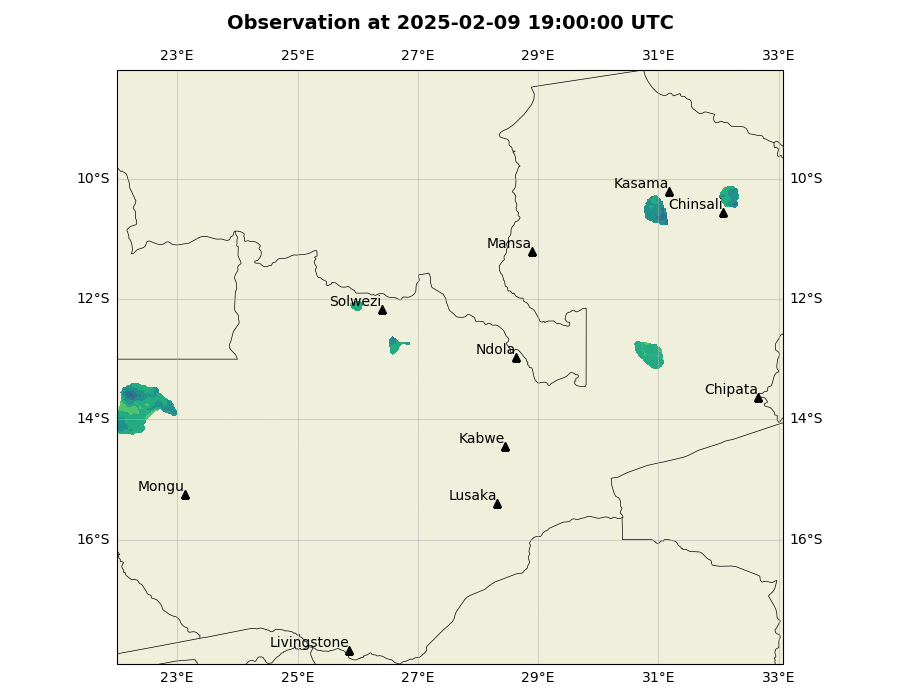 Observation at 2025-02-09 19:00:00 UTC
23°E 25°E 27°E 29°E 31°E 33°E
10°S 10°S
Kasama
Chinsali
Mansa
12°S 12°S
Solwezi
Ndola
Chipata
14°S 14°S
Kabwe
Mongu
Lusaka
16°S 16°S
Livingstone
23°E 25°E 27°E 29°E 31°E 33°E